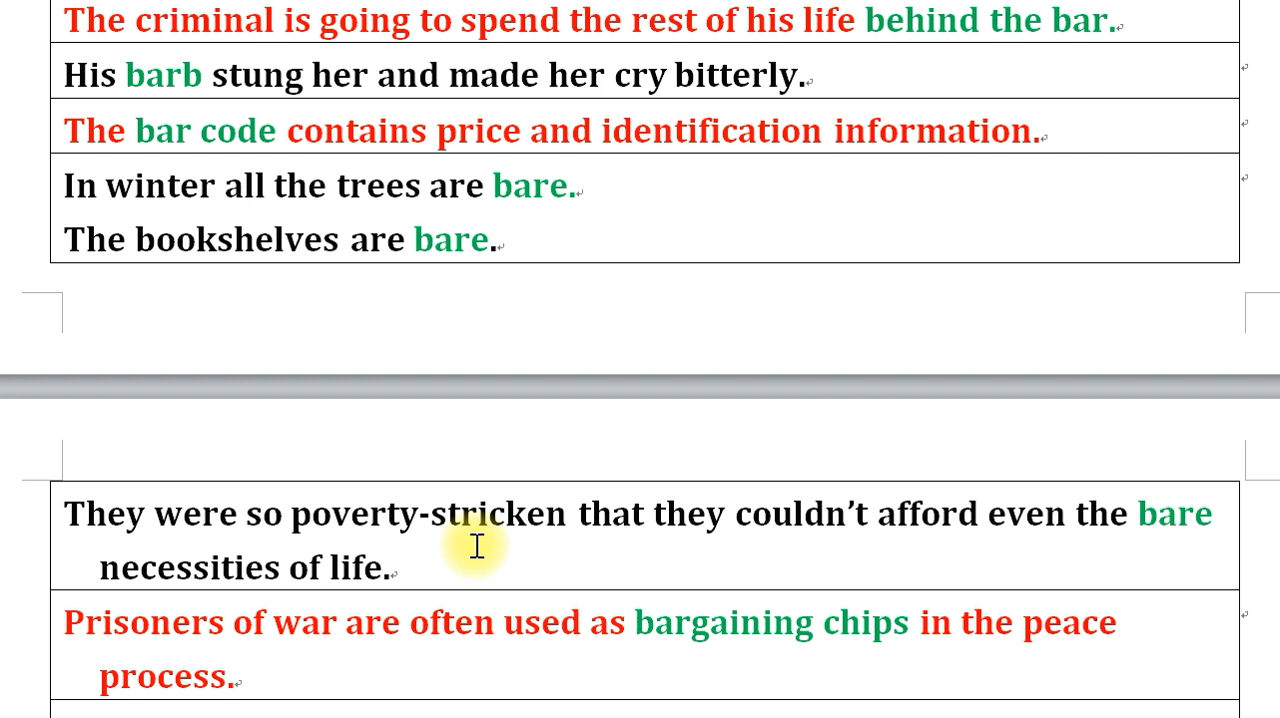 The criminal is going to spend the rest of his life behind the bar.
His barb stung her and made her cry bitterly.
The bar code contains price and identification information.
In winter all the trees are bare.
The bookshelves are bare.
They were so poverty-stricken that they couldn’t afford even the bare
necessities of life.
Prisoners of war are often used as bargaining chips in the peace
process.